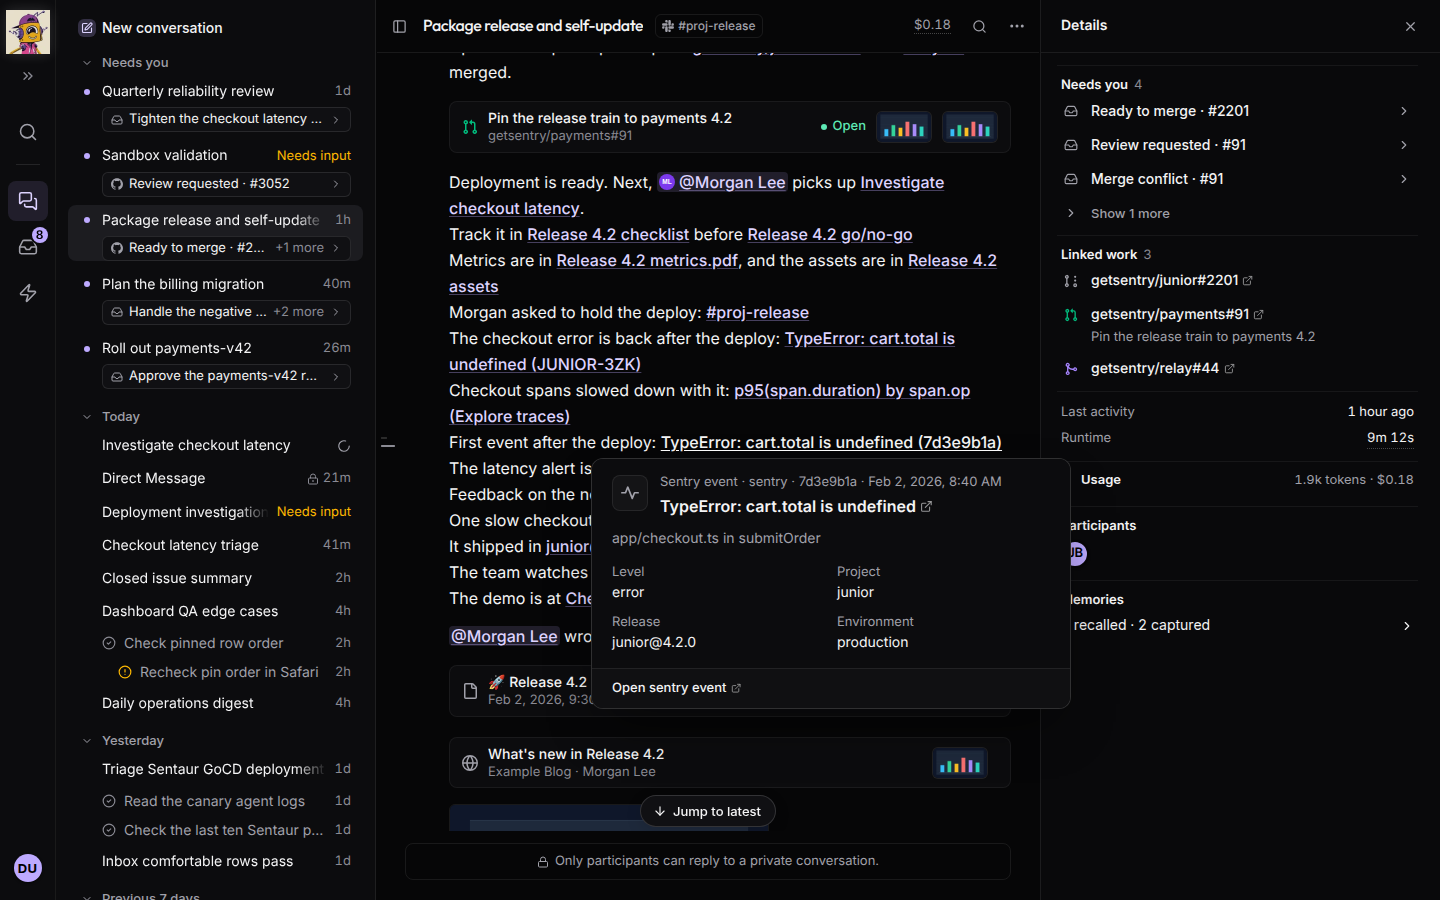 New conversation
Needs you
Quarterly reliability review 1d
Tighten the checkout latency ...
Sandbox validation Needs input
Review requested · #3052
Package release and self-update 1h
Ready to merge · #2... +1 more
Plan the billing migration 40m
Handle the negative ... +2 more
Roll out payments-v42 26m
Approve the payments-v42 r...
Today
Investigate checkout latency
Direct Message 21m
Deployment investigation Needs input
Checkout latency triage 41m
Closed issue summary 2h
Dashboard QA edge cases 4h
Check pinned row order 2h
Recheck pin order in Safari 2h
Daily operations digest 4h
Yesterday
Triage Sentaur GoCD deployment 1d
Read the canary agent logs 1d
Check the last ten Sentaur p... 1d
Inbox comfortable rows pass 1d
Previous 7 days
8
DU
Package release and self-update #proj-release $0.18
merged.
Pin the release train to payments 4.2
getsentry/payments#91
Open
Deployment is ready. Next, ML @Morgan Lee picks up Investigate
checkout latency.
Track it in Release 4.2 checklist before Release 4.2 go/no-go
Metrics are in Release 4.2 metrics.pdf, and the assets are in Release 4.2
assets
Morgan asked to hold the deploy: #proj-release
The checkout error is back after the deploy: TypeError: cart.total is
undefined (JUNIOR-3ZK)
Checkout spans slowed down with it: p95(span.duration) by span.op
(Explore traces)
First event after the deploy: TypeError: cart.total is undefined (7d3e9b1a)
The latency alert is
Feedback on the
One slow checkout
It shipped in junior
The team watches
The demo is at
@Morgan Lee
Sentry event · sentry · 7d3e9b1a · Feb 2, 2026, 8:40 AM
TypeError: cart.total is undefined
app/checkout.ts in submitOrder
Level Project
error junior
Release Environment
junior@4.2.0 production
Open sentry event
🚀 Release 4.2
Feb 2, 2026,
What's new in Release 4.2
Example Blog · Morgan Lee
Jump to latest
Only participants can reply to a private conversation.
Details
Needs you 4
Ready to merge · #2201
Review requested · #91
Merge conflict · #91
Show 1 more
Linked work 3
getsentry/junior#2201
getsentry/payments#91
Pin the release train to payments 4.2
getsentry/relay#44
Last activity 1 hour ago
Runtime 9m 12s
Usage 1.9k tokens · $0.18
articipants
emories
recalled · 2 captured